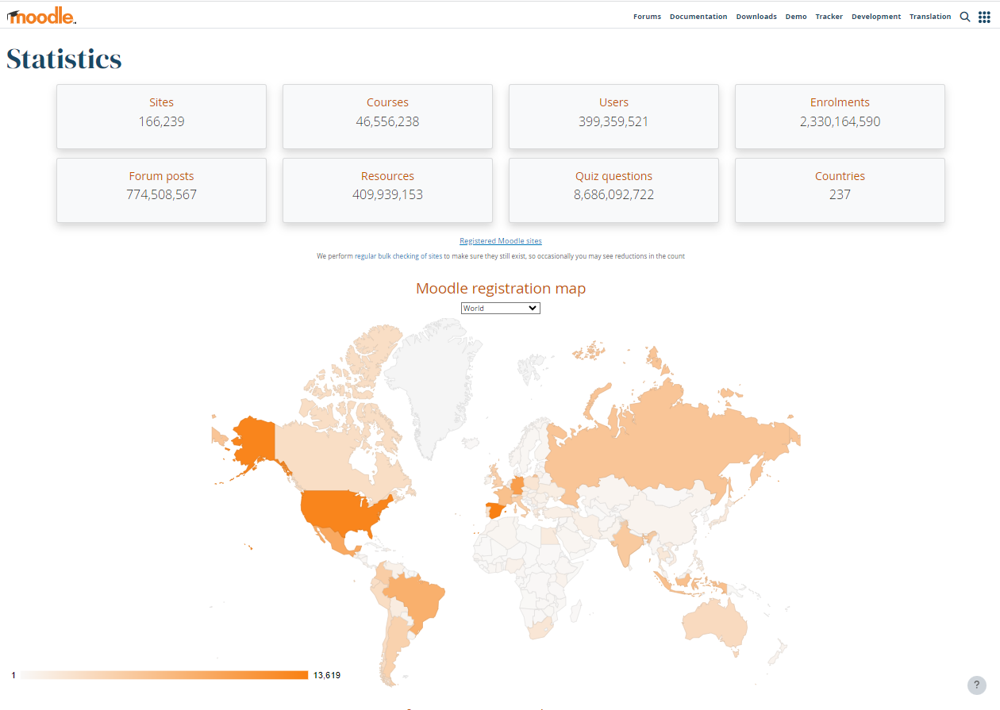 moodle
Forums Documentation Downloads Demo Tracker Development Translation
Statistics
Sites Courses Users Enrolments
166,239 46,556,238 399,359,521 2,330,164,590
Forum posts Resources Quiz questions Countries
774,508,567 409,939,153 8,686,092,722 237
Registered Moodle sites
We perform regular bulk checking of sites to make sure they still exist, so occasionally you may see reductions in the count
Moodle registration map
World
1 13,619
?